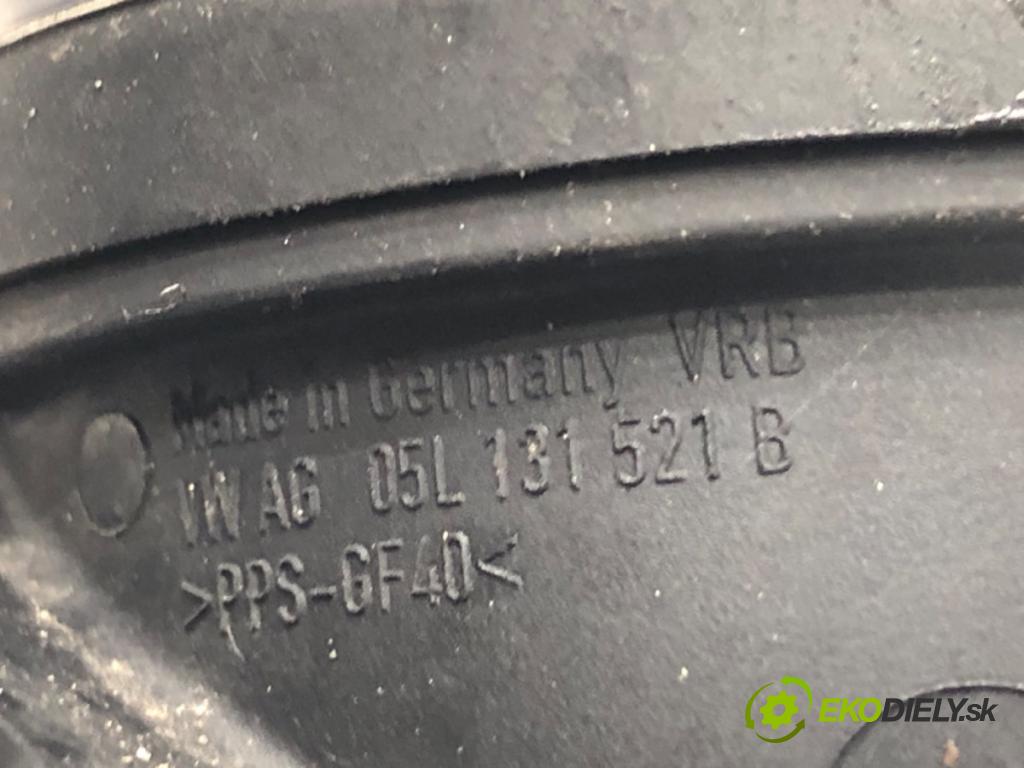 Made in Germany VRB
VW AG 05L 131 521 B
>PPS-GF40<
EKODIELY.sk